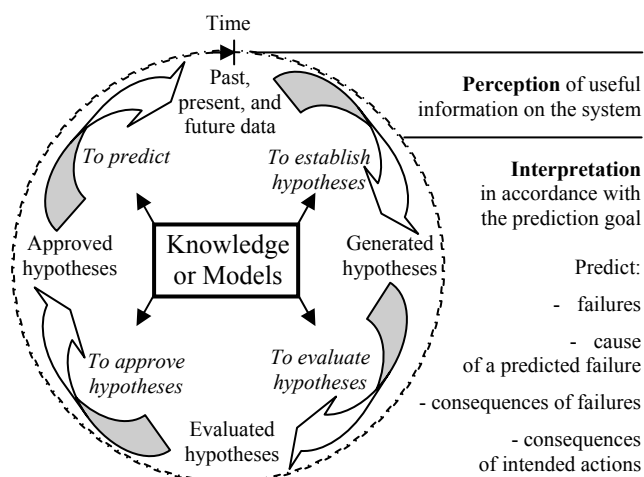 Time
Past,
present, and
future data
To predict
To establish
hypotheses
Approved
hypotheses
Knowledge
or Models
Generated
hypotheses
To approve
hypotheses
To evaluate
hypotheses
Evaluated
hypotheses
Perception of useful
information on the system
Interpretation
in accordance with
the prediction goal
Predict:
- failures
- cause
of a predicted failure
- consequences of failures
- consequences
of intended actions